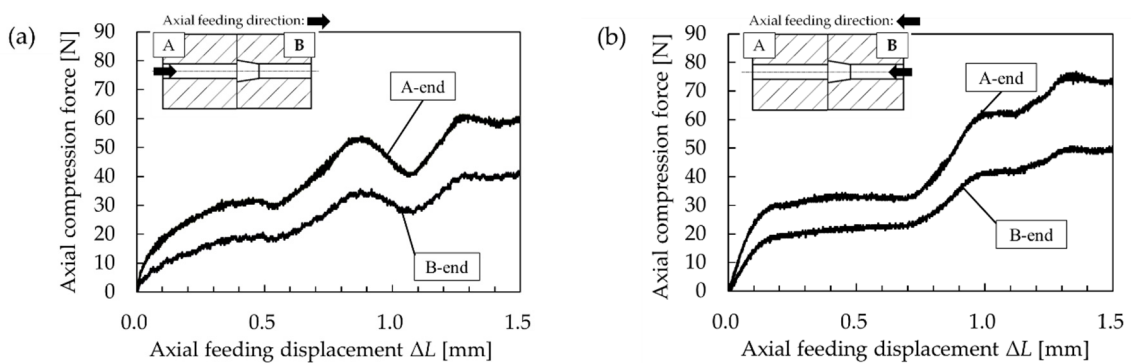 (a)
Axial feeding direction:
A
B
A-end
B-end
Axial compression force [N]
90
80
70
60
50
40
30
20
10
0
0.0 0.5 1.0 1.5
Axial feeding displacement ΔL [mm]
(b)
Axial feeding direction:
A
B
A-end
B-end
Axial compression force [N]
90
80
70
60
50
40
30
20
10
0
0.0 0.5 1.0 1.5
Axial feeding displacement ΔL [mm]